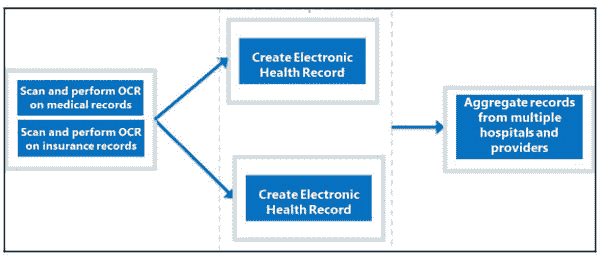 Scan and perform OCR
on medical records
Scan and perform OCR
on insurance records
Create Electronic
Health Record
Create Electronic
Health Record
Aggregate records
from multiple
hospitals and
providers